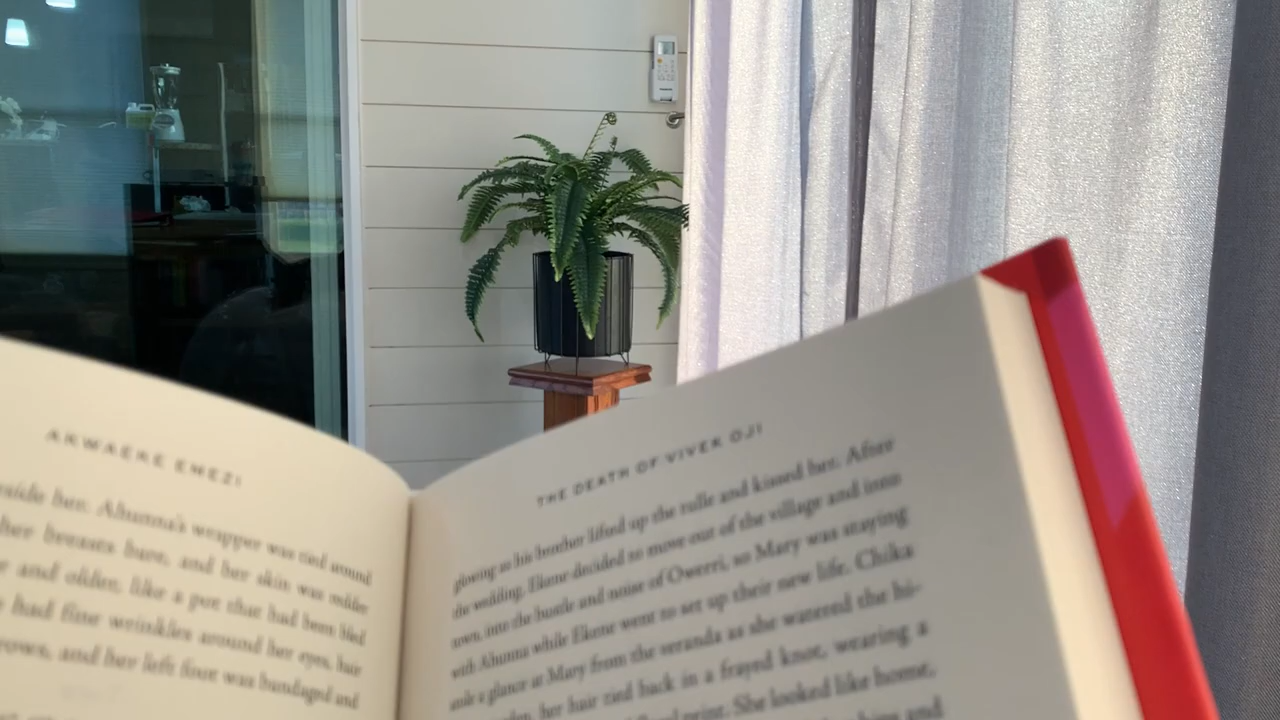 AKWAEKE EMEZI
eside her. Ahunna's wrapper was tied around
her breasts bare, and her skin was redder
and older, like a pot that had been fired
had fine wrinkles around her eyes, hair
rows, and her left foot was bandaged and
THE DEATH OF VIVEK OJI
glowing as his brother lifted up the tulle and kissed her. After
the wedding, Ekene decided to move out of the village and into
town, into the bustle and noise of Owerri, so Mary was staying
with Ahunna while Ekene went to set up their new life. Chika
stole a glance at Mary from the veranda as she watered the hi-
her hair tied back in a frayed knot, wearing a
print. She looked like home,
and